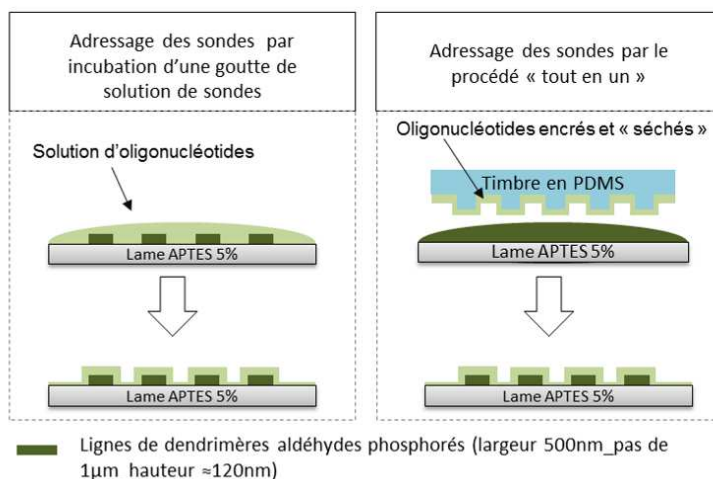 Adressage des sondes par
incubation d'une goutte de
solution de sondes
Solution d'oligonucléotides
Lame APTES 5%
Lame APTES 5%
Adressage des sondes par le
procédé « tout en un »
Oligonucléotides encrés et « séchés »
Timbre en PDMS
Lame APTES 5%
Lame APTES 5%
Lignes de dendrimères aldéhydes phosphorés (largeur 500nm_pas de
1µm hauteur ≈120nm)